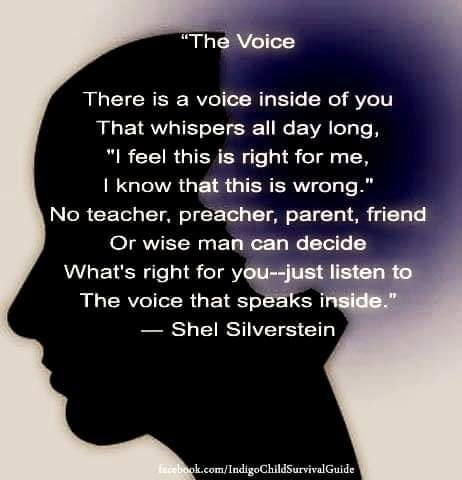 “The Voice
There is a voice inside of you
That whispers all day long,
"I feel this is right for me,
I know that this is wrong."
No teacher, preacher, parent, friend
Or wise man can decide
What's right for you--just listen to
The voice that speaks inside.”
— Shel Silverstein
facebook.com/IndigoChildSurvivalGuide